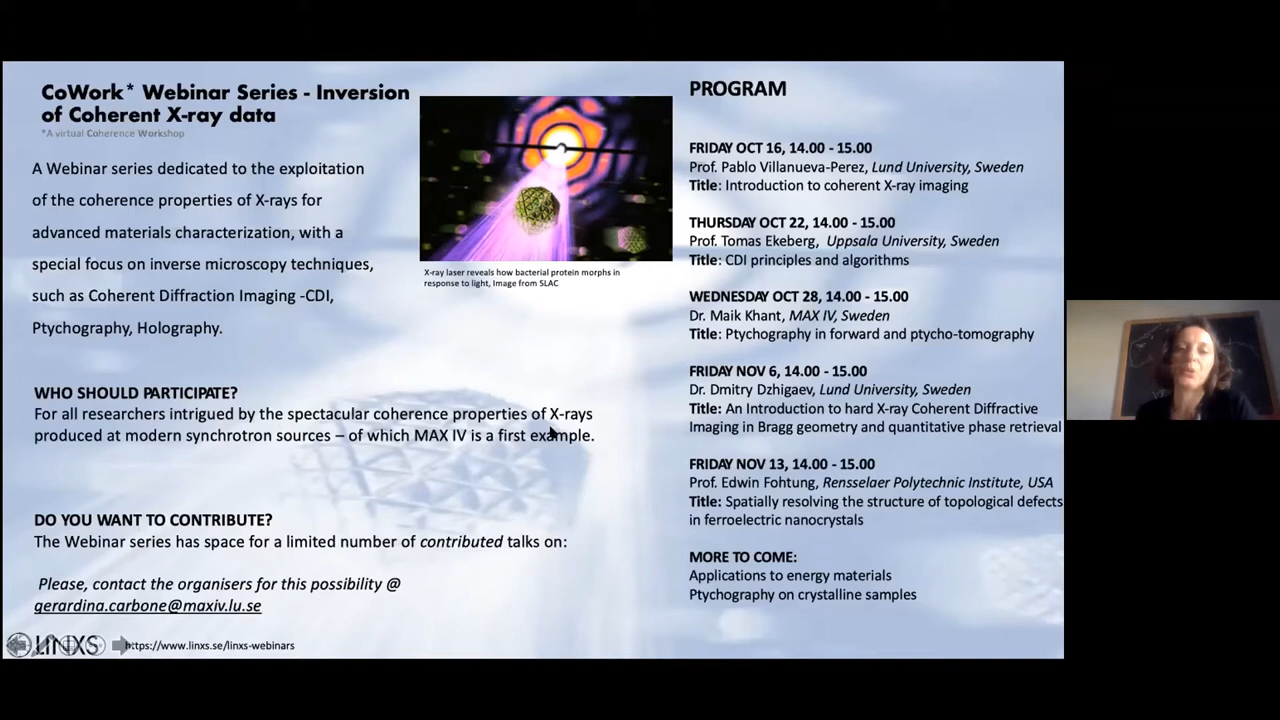 CoWork* Webinar Series - Inversion
of Coherent X-ray data
*A virtual Coherence Workshop
A Webinar series dedicated to the exploitation
of the coherence properties of X-rays for
advanced materials characterization, with a
special focus on inverse microscopy techniques,
such as Coherent Diffraction Imaging -CDI,
Ptychography, Holography.
X-ray laser reveals how bacterial protein morphs in
response to light, Image from SLAC
WHO SHOULD PARTICIPATE?
For all researchers intrigued by the spectacular coherence properties of X-rays
produced at modern synchrotron sources – of which MAX IV is a first example.
DO YOU WANT TO CONTRIBUTE?
The Webinar series has space for a limited number of contributed talks on:
Please, contact the organisers for this possibility @
gerardina.carbone@maxiv.lu.se
LINXS
https://www.linxs.se/linxs-webinars
PROGRAM
FRIDAY OCT 16, 14.00 - 15.00
Prof. Pablo Villanueva-Perez, Lund University, Sweden
Title: Introduction to coherent X-ray imaging
THURSDAY OCT 22, 14.00 - 15.00
Prof. Tomas Ekeberg, Uppsala University, Sweden
Title: CDI principles and algorithms
WEDNESDAY OCT 28, 14.00 - 15.00
Dr. Maik Khant, MAX IV, Sweden
Title: Ptychography in forward and ptycho-tomography
FRIDAY NOV 6, 14.00 - 15.00
Dr. Dmitry Dzhigaev, Lund University, Sweden
Title: An Introduction to hard X-ray Coherent Diffractive
Imaging in Bragg geometry and quantitative phase retrieval
FRIDAY NOV 13, 14.00 - 15.00
Prof. Edwin Fohtung, Rensselaer Polytechnic Institute, USA
Title: Spatially resolving the structure of topological defects
in ferroelectric nanocrystals
MORE TO COME:
Applications to energy materials
Ptychography on crystalline samples